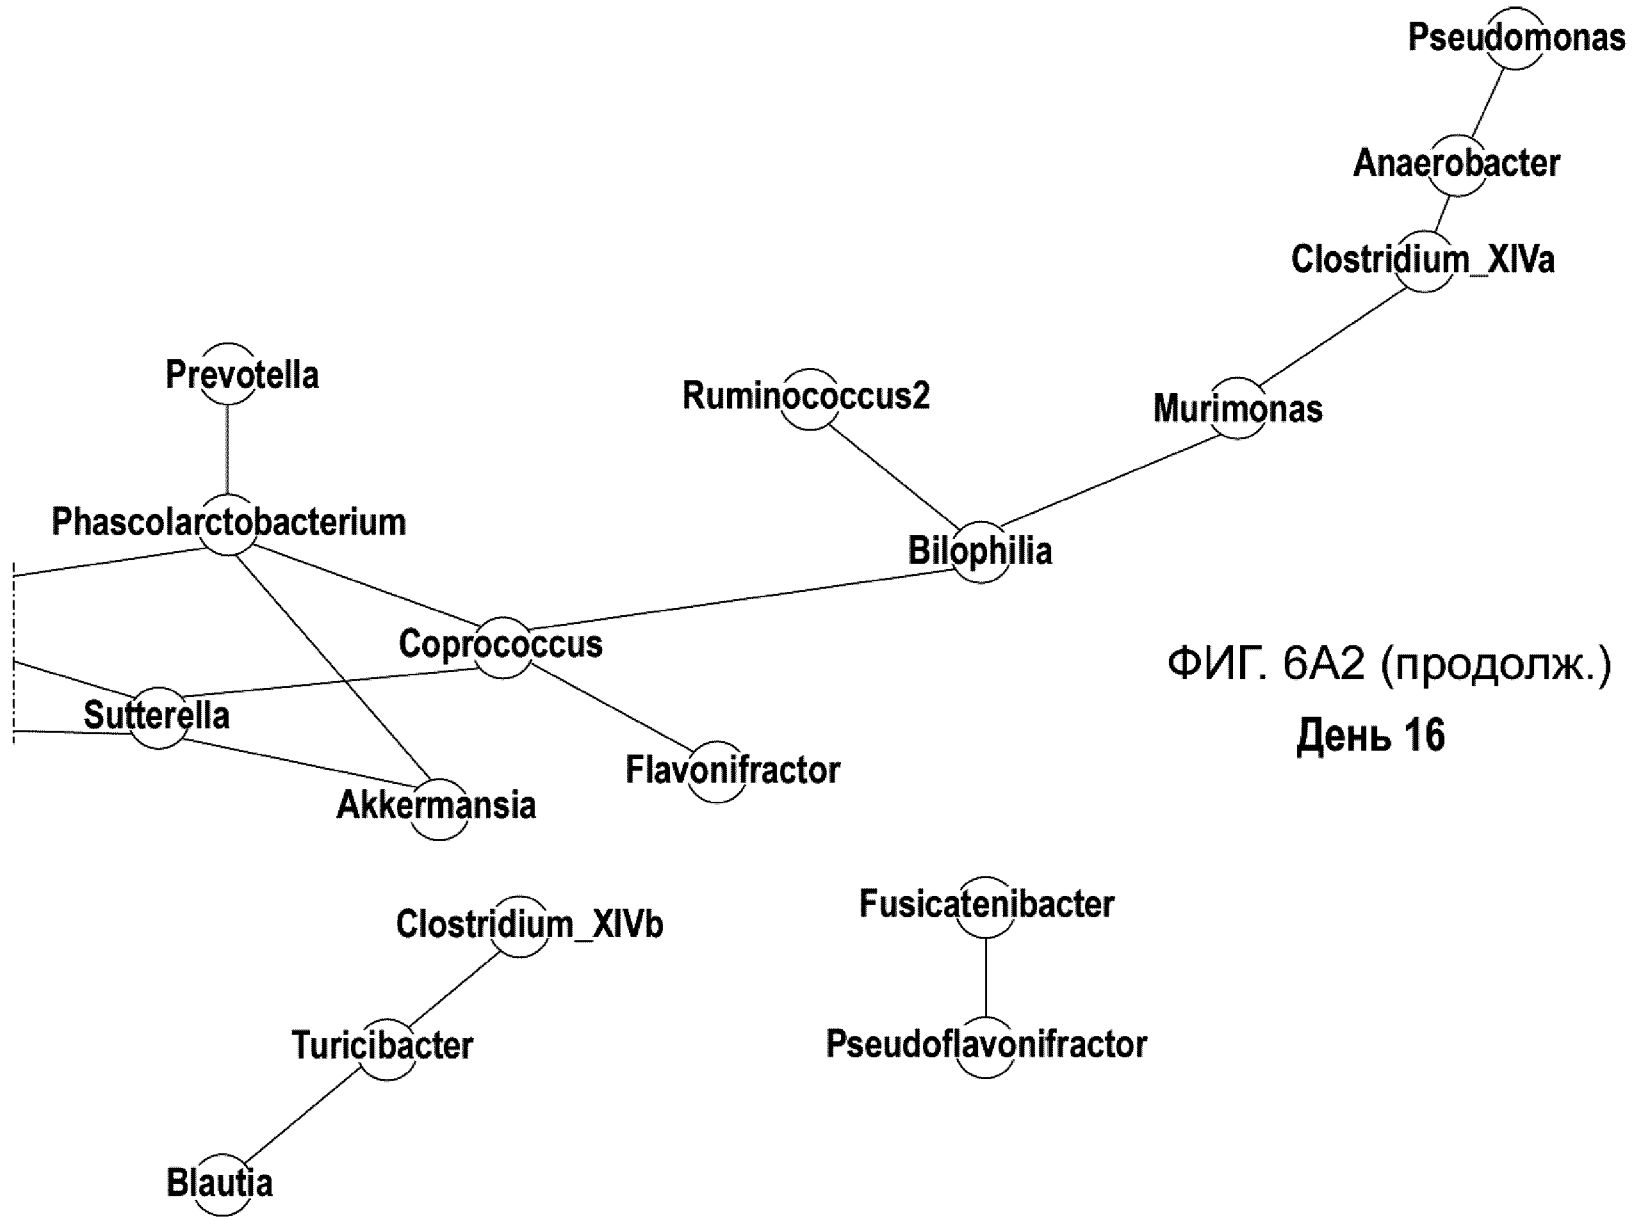 Pseudomonas
Anaerobacter
Clostridium_XIVa
Prevotella
Ruminococcus2
Murimonas
Phascolarctobacterium
Bilophilia
Coprococcus
ФИГ. 6A2 (продолж.)
Sutterella
День 16
Flavonifractor
Akkermansia
Fusicatenibacter
Clostridium_XIVb
Turicibacter
Pseudoflavonifractor
Blautia